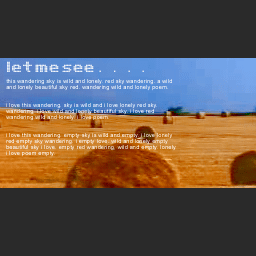 letmesee....
this wandering sky is wild and lonely. red sky wandering. a wild
and lonely beautiful sky red. wandering wild and lonely poem.
i love this wandering. sky is wild and i love lonely red sky.
wandering. i love wild and lonely beautiful sky. i love red
wandering wild and lonely. i love poem.
i love this wandering. empty sky is wild and empty. i love lonely
red empty sky wandering. i empty love. wild and empty lonely
beautiful sky i love. empty red wandering, wild and empty. lonely
i love poem empty.